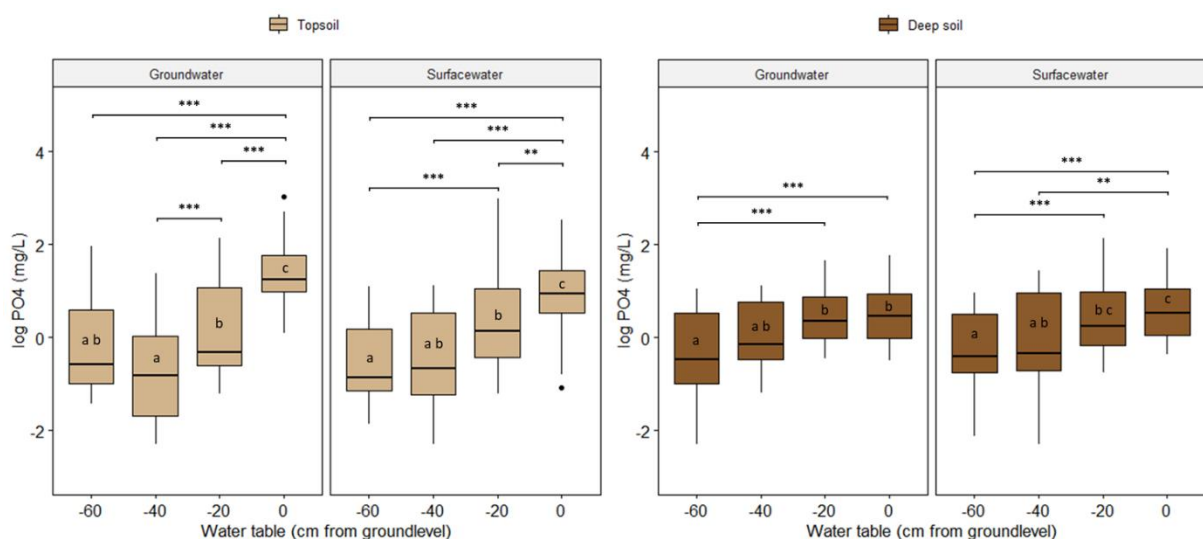 Topsoil
Deep soil
Groundwater
Surfacewater
Groundwater
Surfacewater
log PO4 (mg/L)
4
2
0
-2
***
***
***
***
a b
a
b
c
***
***
**
***
a
a b
b
c
-60 -40 -20 0
-60 -40 -20 0
Water table (cm from groundlevel)
log PO4 (mg/L)
4
2
0
-2
***
***
a
a b
b
b
***
**
***
a
a b
b c
c
-60 -40 -20 0
-60 -40 -20 0
Water table (cm from groundlevel)